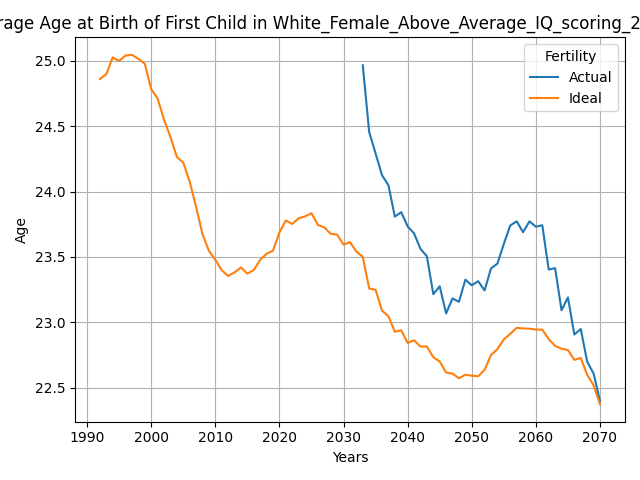 rage Age at Birth of First Child in White_Female_Above_Average_IQ_scoring_2
Fertility
Actual
Ideal
25.0
24.5
24.0
23.5
23.0
22.5
Age
1990 2000 2010 2020 2030 2040 2050 2060 2070
Years